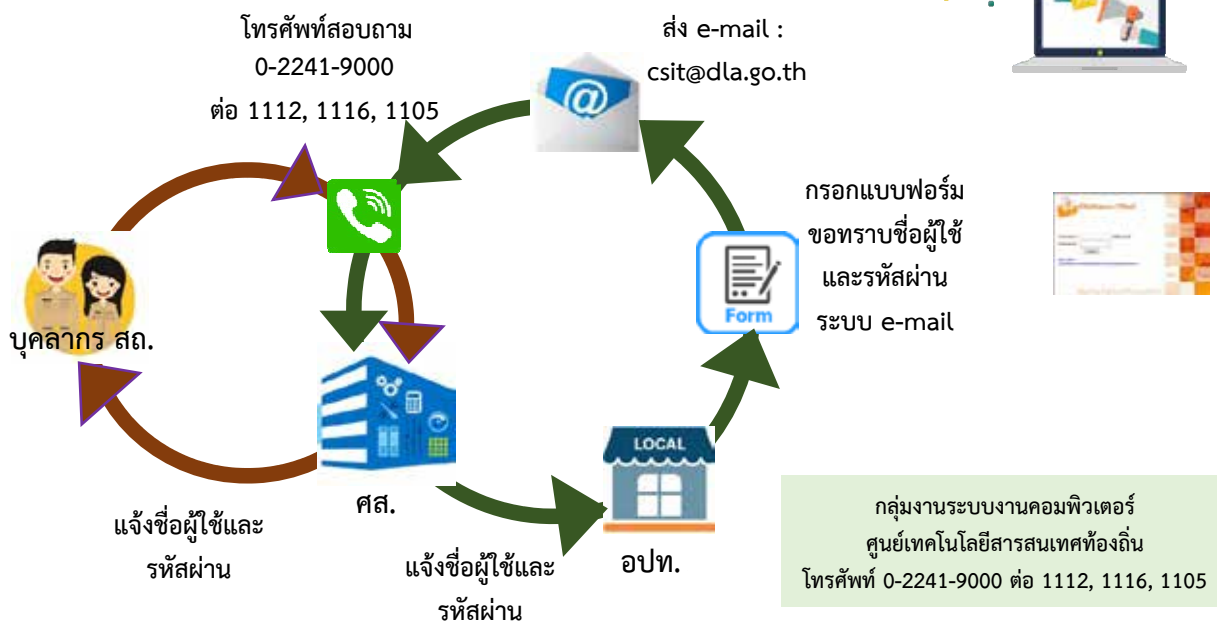 โทรศัพท์สอบถาม
0-2241-9000
ต่อ 1112, 1116, 1105
ส่ง e-mail :
csit@dla.go.th
กรอกแบบฟอร์ม
ขอทราบชื่อผู้ใช้
และรหัสผ่าน
ระบบ e-mail
Form
บุคลากร สถ.
LOCAL
ศส.
อปท.
แจ้งชื่อผู้ใช้และ
รหัสผ่าน
แจ้งชื่อผู้ใช้และ
รหัสผ่าน
กลุ่มงานระบบงานคอมพิวเตอร์
ศูนย์เทคโนโลยีสารสนเทศท้องถิ่น
โทรศัพท์ 0-2241-9000 ต่อ 1112, 1116, 1105